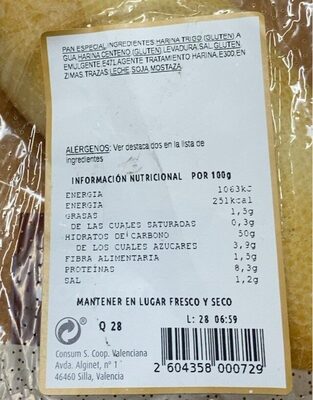 PAN ESPECIAL INGREDIENTES HARINA TRIGO (GLUTEN) A
GUA HARINA CENTENO (GLUTEN) LEVADURA, SAL, GLUTEN,
EMULGENTE, E471, AGENTE TRATAMIENTO HARINA, E300, EN
ZIMAS, TRAZAS, LECHE, SOJA, MOSTAZA.
ALERGENOS: Ver destacados en la lista de
ingredientes
INFORMACIÓN NUTRICIONAL POR 100g
ENERGIA 1063kJ
ENERGIA 251kcal
GRASAS 1,5g
DE LAS CUALES SATURADAS 0,3g
HIDRATOS DE CARBONO 50g
DE LOS CUALES AZUCARES 3,9g
FIBRA ALIMENTARIA 1,5g
PROTEINAS 8,3g
SAL 1,2g
MANTENER EN LUGAR FRESCO Y SECO
Q 28 L: 28 06:59
Consum S. Coop. Valenciana
Avda. Alginet, nº 1
46460 Silla, Valencia
2 604358 000729